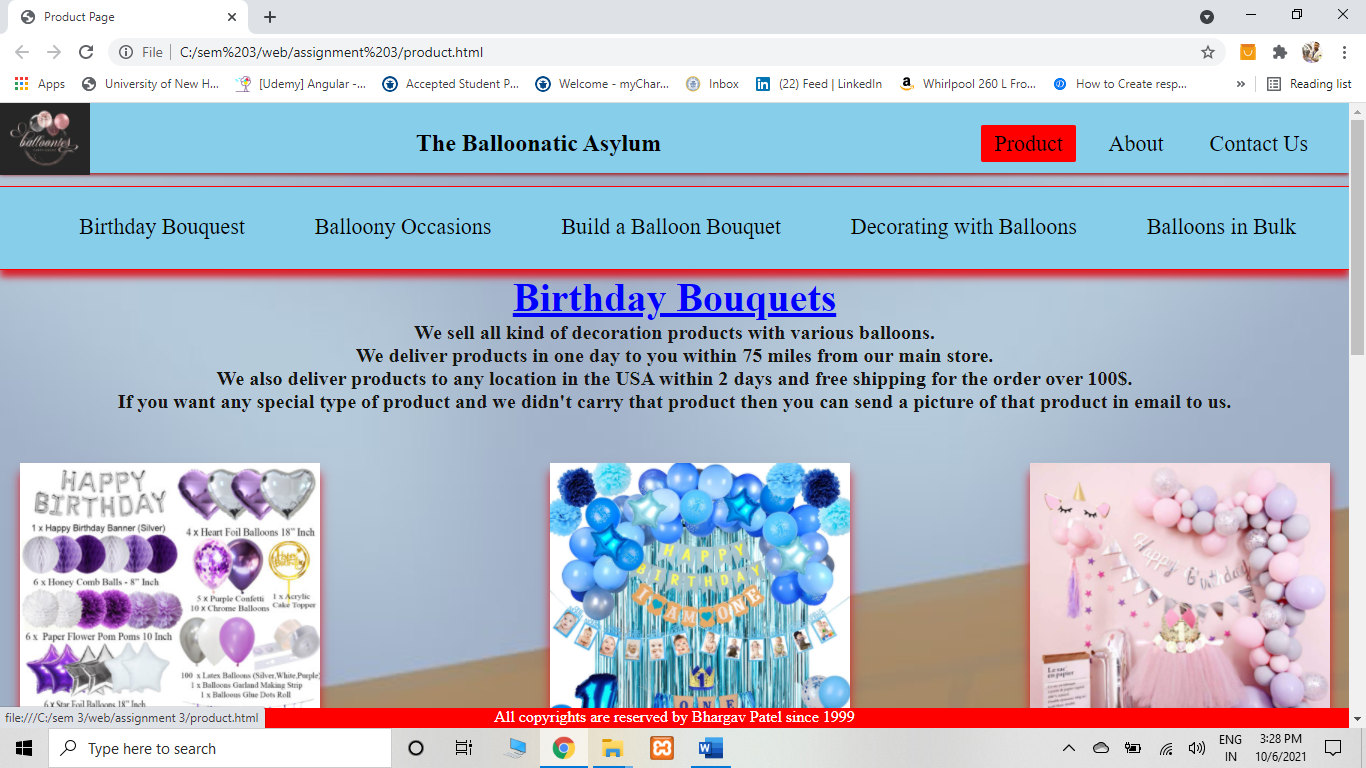 Product Page
File
C:/sem%203/web/assignment%203/product.html
Apps
University of New H...
[Udemy] Angular -...
Accepted Student P...
Welcome - myChar...
Inbox
(22) Feed | LinkedIn
Whirlpool 260 L Fro...
How to Create resp...
»
Reading list
balloonies
The Balloonatic Asylum
Product
About
Contact Us
Birthday Bouquest
Balloony Occasions
Build a Balloon Bouquet
Decorating with Balloons
Balloons in Bulk
Birthday Bouquets
We sell all kind of decoration products with various balloons.
We deliver products in one day to you within 75 miles from our main store.
We also deliver products to any location in the USA within 2 days and free shipping for the order over 100$.
If you want any special type of product and we didn't carry that product then you can send a picture of that product in email to us.
HAPPY
BIRTHDAY
1 x Happy Birthday Banner (Silver)
4 x Heart Foil Balloons 18" Inch
6 x Honey Comb Balls - 8" Inch
5 x Purple Confetti
10 x Chrome Balloons
1 x Acrylic
Cake Topper
6 x Paper Flower Pom Poms 10 Inch
100 x Latex Balloons (Silver,White,Purple)
1 x Balloons Garland Making Strip
1 x Balloons Glue Dots Roll
6 x Star Foil Balloons 18" Inch
HAPPY
BIRTHDAY
I AM ONE
1
ONE
Happy Birthday
1
Le sac
en papier
file:///C:/sem 3/web/assignment 3/product.html
All copyrights are reserved by Bhargav Patel since 1999
Type here to search
ENG
IN
3:28 PM
10/6/2021